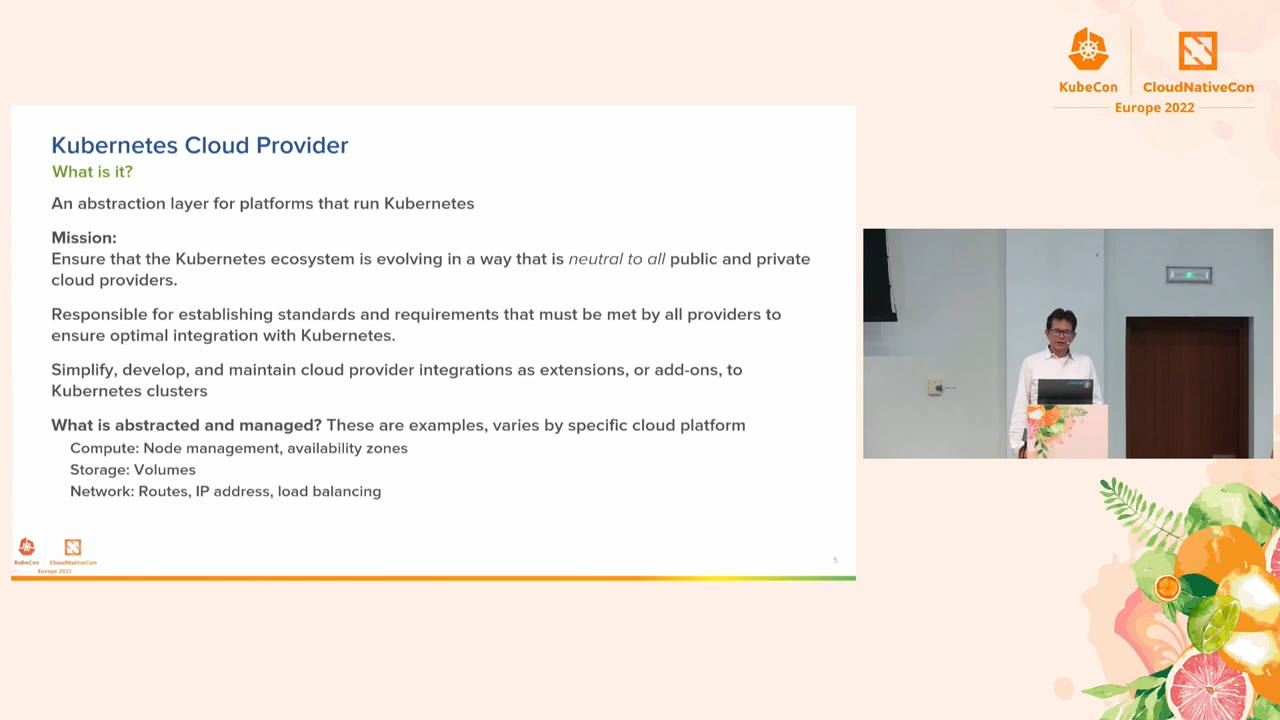 KubeCon
CloudNativeCon
Europe 2022
Kubernetes Cloud Provider
What is it?
An abstraction layer for platforms that run Kubernetes
Mission:
Ensure that the Kubernetes ecosystem is evolving in a way that is neutral to all public and private
cloud providers.
Responsible for establishing standards and requirements that must be met by all providers to
ensure optimal integration with Kubernetes.
Simplify, develop, and maintain cloud provider integrations as extensions, or add-ons, to
Kubernetes clusters
What is abstracted and managed? These are examples, varies by specific cloud platform
Compute: Node management, availability zones
Storage: Volumes
Network: Routes, IP address, load balancing
KubeCon
CloudNativeCon
Europe 2022
5